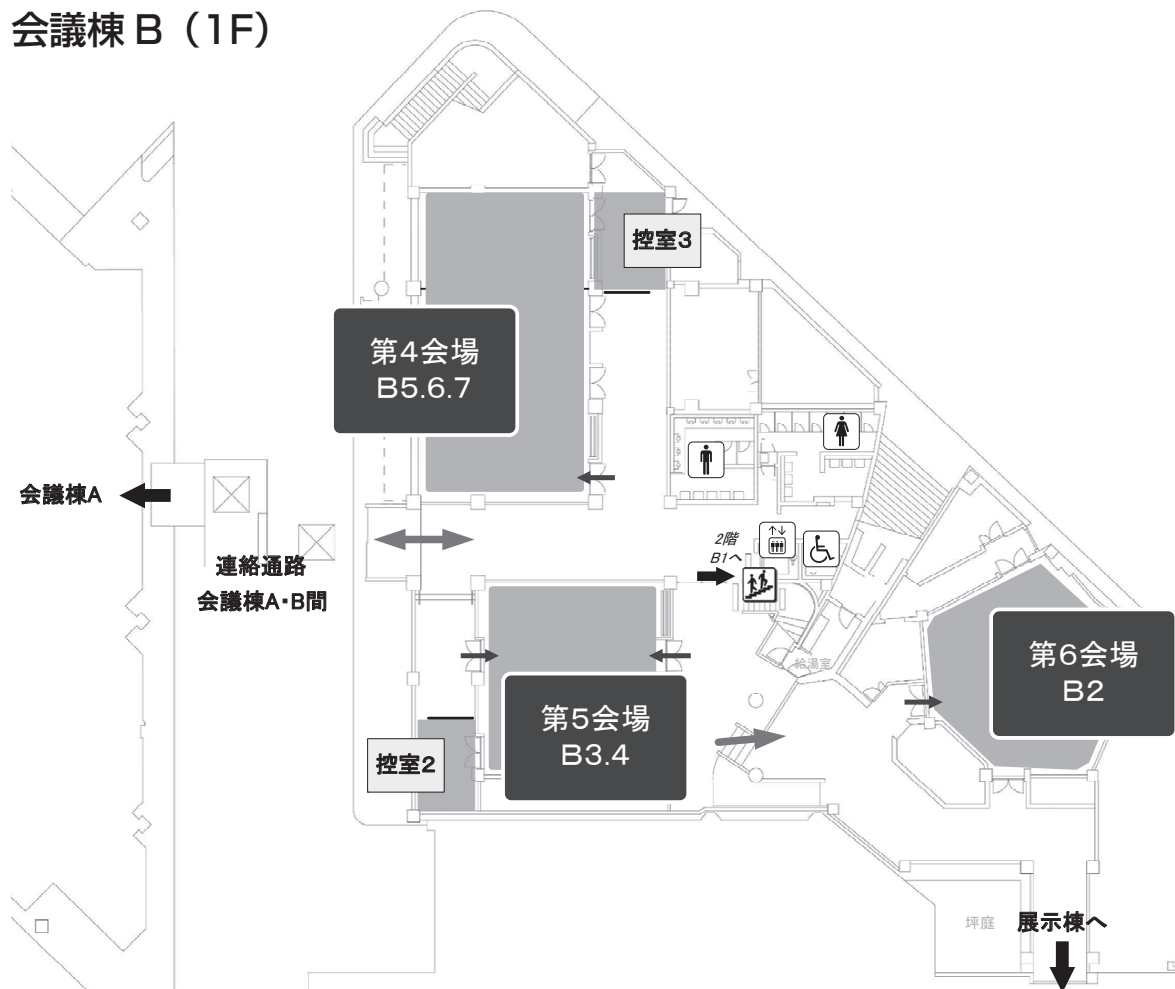 会議棟 B（1F）
控室3
第4会場
B5.6.7
会議棟A
連絡通路
会議棟A・B間
2階
B1へ
給湯室
第6会場
B2
第5会場
B3.4
控室2
坪庭
展示棟へ